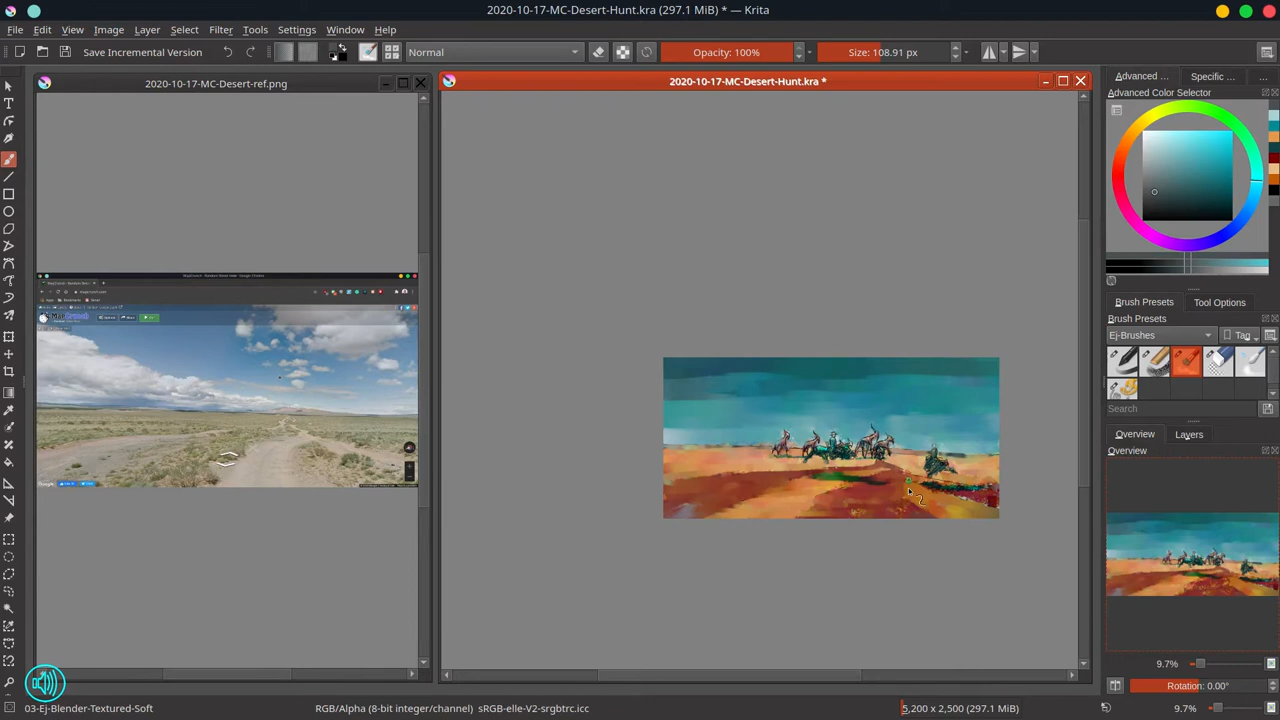 2020-10-17-MC-Desert-Hunt.kra (297.1 MiB) * — Krita
File Edit View Image Layer Select Filter Tools Settings Window Help
Save Incremental Version
Normal
Opacity: 100%
Size: 108.91 px
2020-10-17-MC-Desert-ref.png
2020-10-17-MC-Desert-Hunt.kra *
Advanced ...
Specific ...
...
Advanced Color Selector
Brush Presets
Tool Options
Brush Presets
Ej-Brushes
Tag
Search
Overview
Layers
Overview
9.7%
Rotation: 0.00°
03-Ej-Blender-Textured-Soft
RGB/Alpha (8-bit integer/channel) sRGB-elle-V2-srgbtrc.icc
5,200 x 2,500 (297.1 MiB)
9.7%